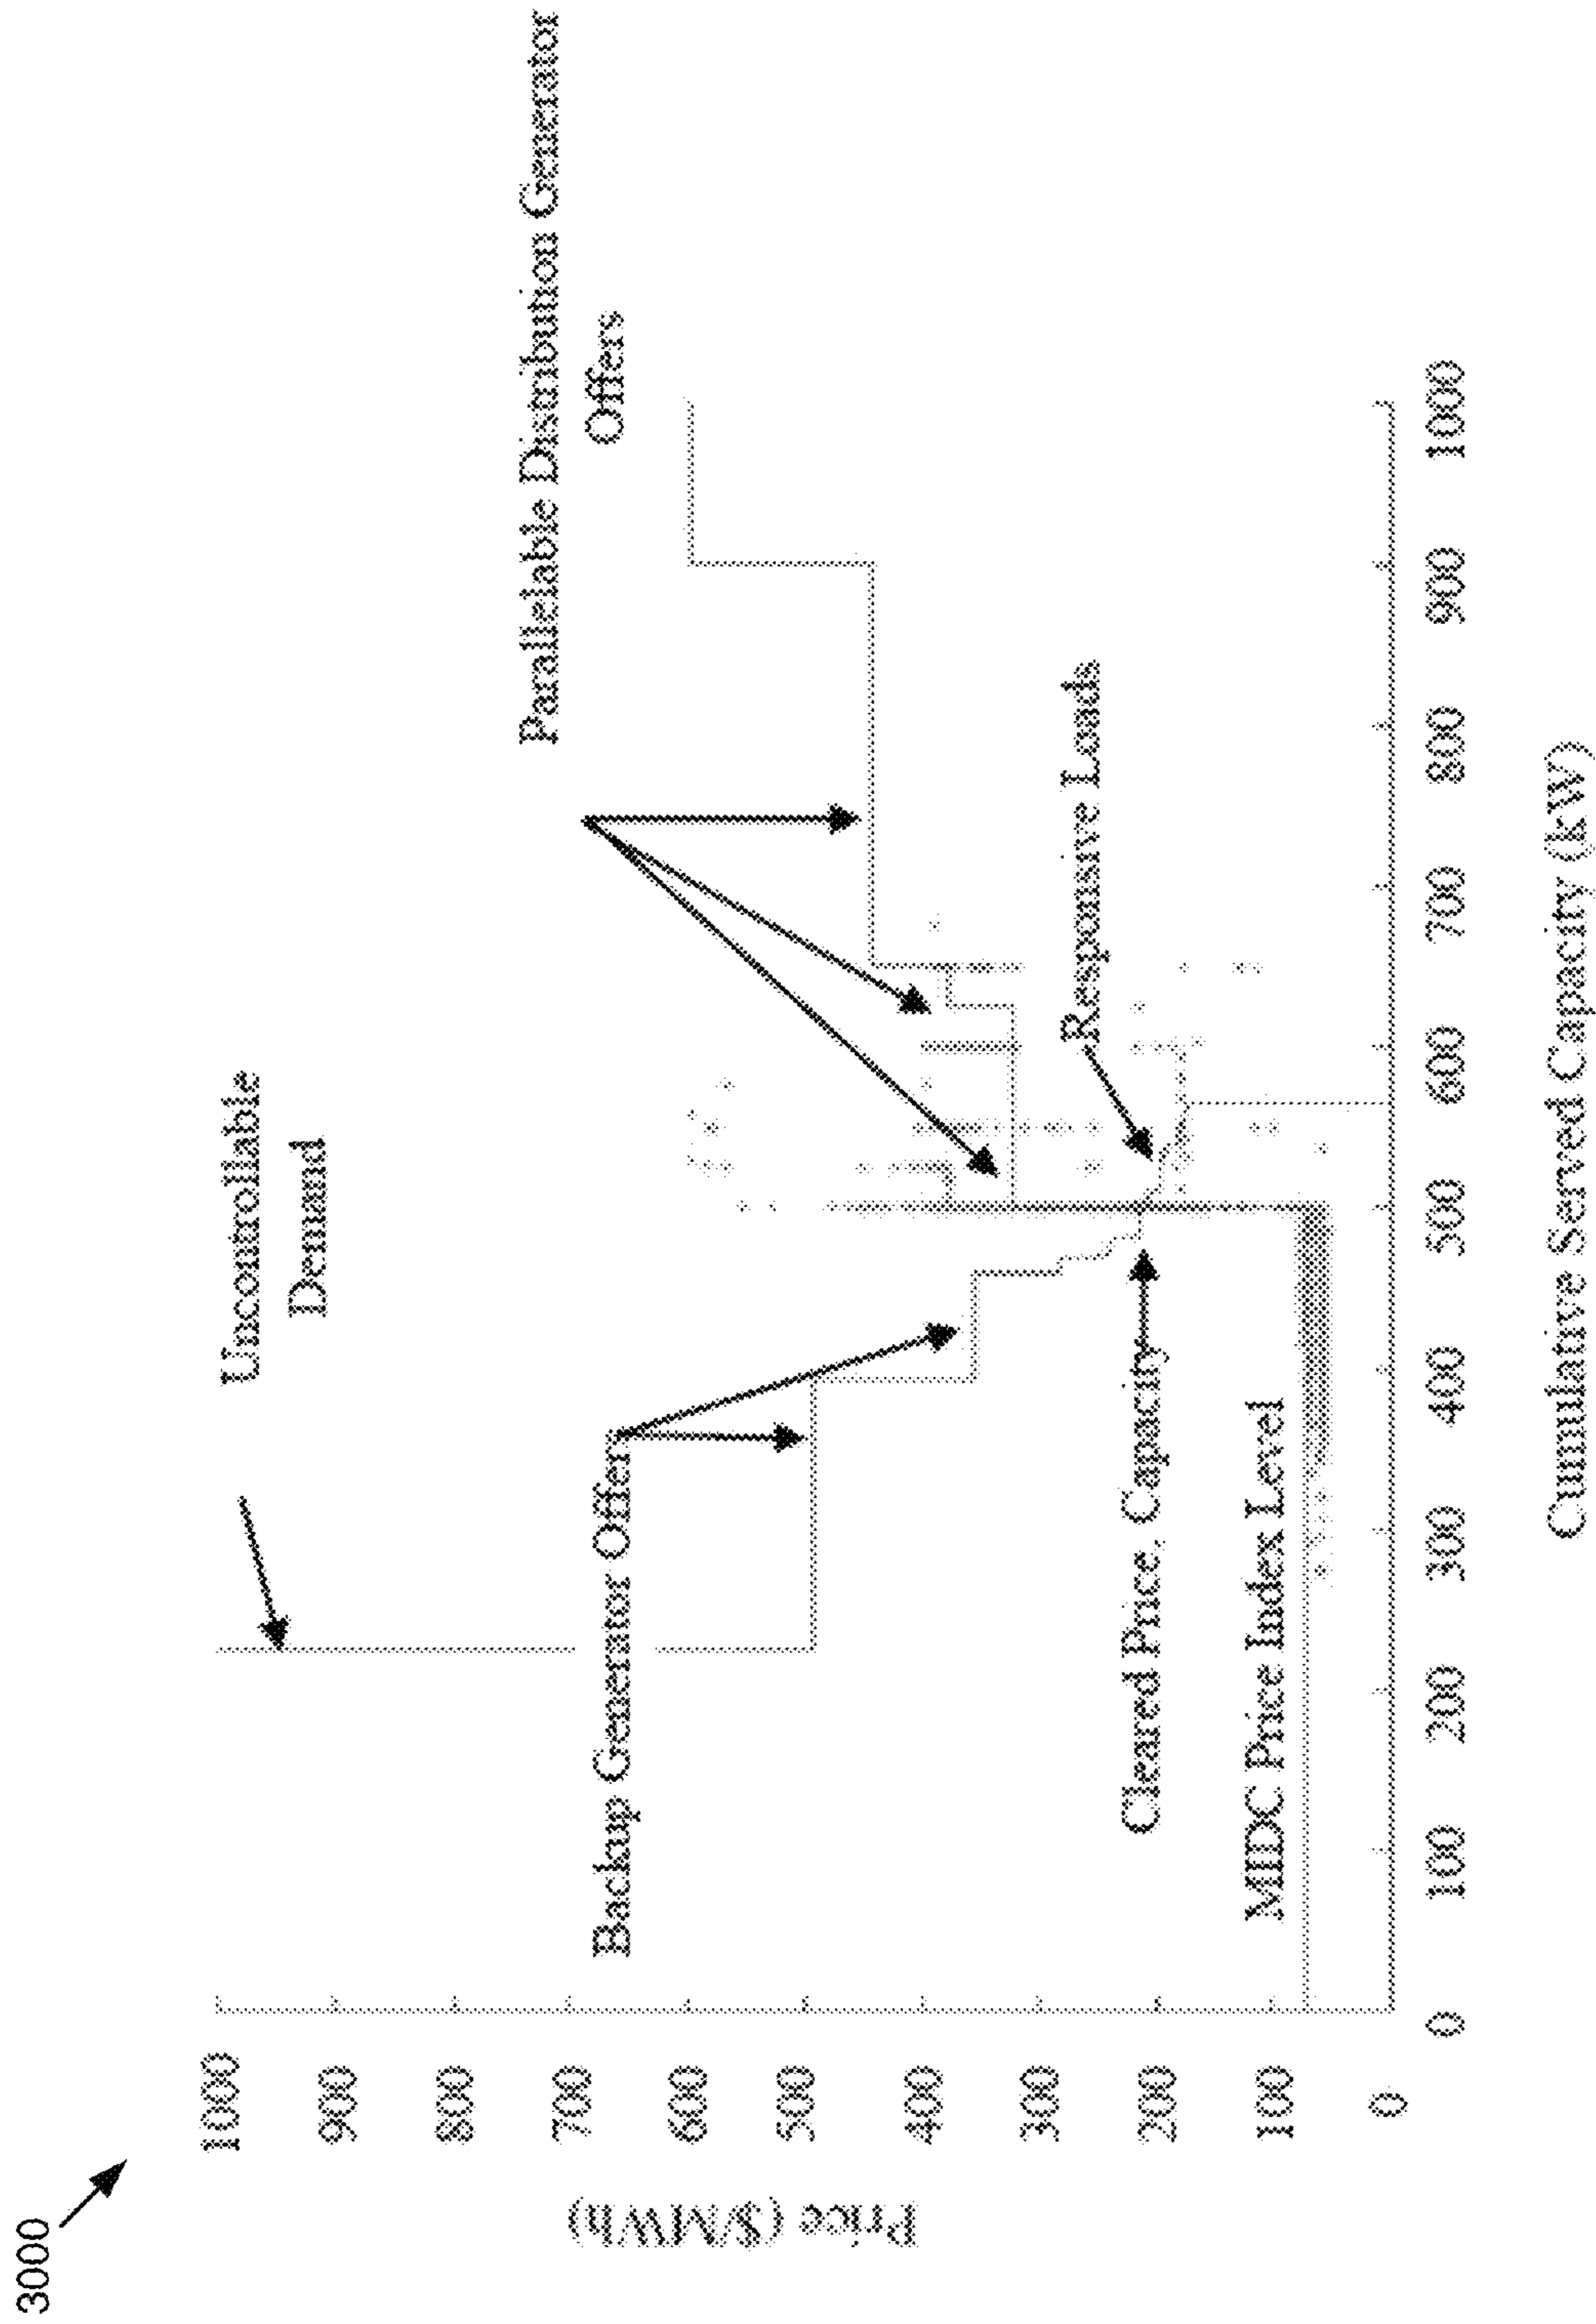 3000
Price ($/MWh)
1000
900
800
700
600
500
400
300
200
100
0
Uncontrollable
Demand
Parallelable Distribution Generator
Offers
Backup Generator Offer
Responsive Loads
Cleared Price, Capacity
MIDC Price Index Level
0
100
200
300
400
500
600
700
800
900
1000
Cumulative Served Capacity (kW)